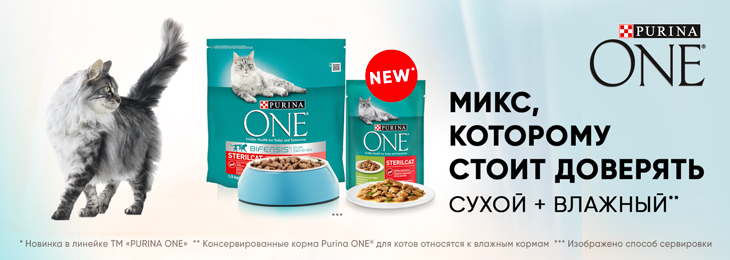 PURINA
ONE®
МИКС,
КОТОРОМУ
СТОИТ ДОВЕРЯТЬ
СУХОЙ + ВЛАЖНЫЙ**
NEW*
PURINA
ONE
BIFENSIS
STERILCAT
PURINA
ONE
STERILCAT
***
* Новинка в линейке ТМ «PURINA ONE» ** Консервированные корма Purina ONE® для котов относятся к влажным кормам *** Изображено способ сервировки